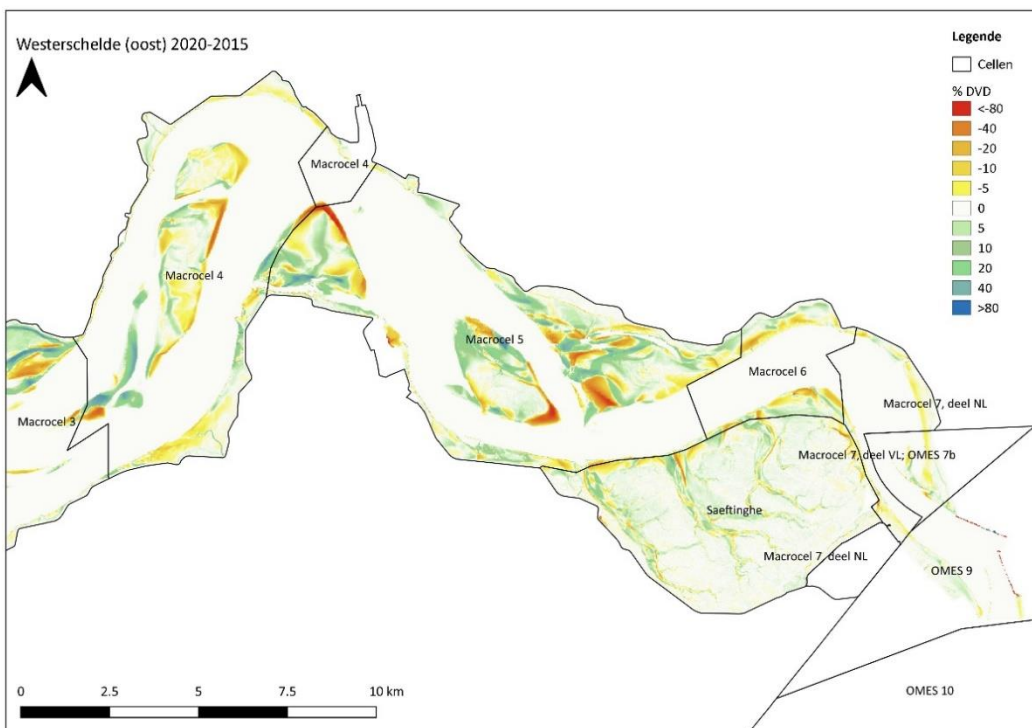 Westerschelde (oost) 2020-2015
Legende
Cellen
% DVD
<-80
-40
-20
-10
-5
0
5
10
20
40
>80
Macrocel 4
Macrocel 4
Macrocel 5
Macrocel 6
Macrocel 7, deel NL
Macrocel 3
Macrocel 7, deel VL; OMES 7b
Saeftinghe
Macrocel 7, deel NL
OMES 9
OMES 10
0 2.5 5 7.5 10 km